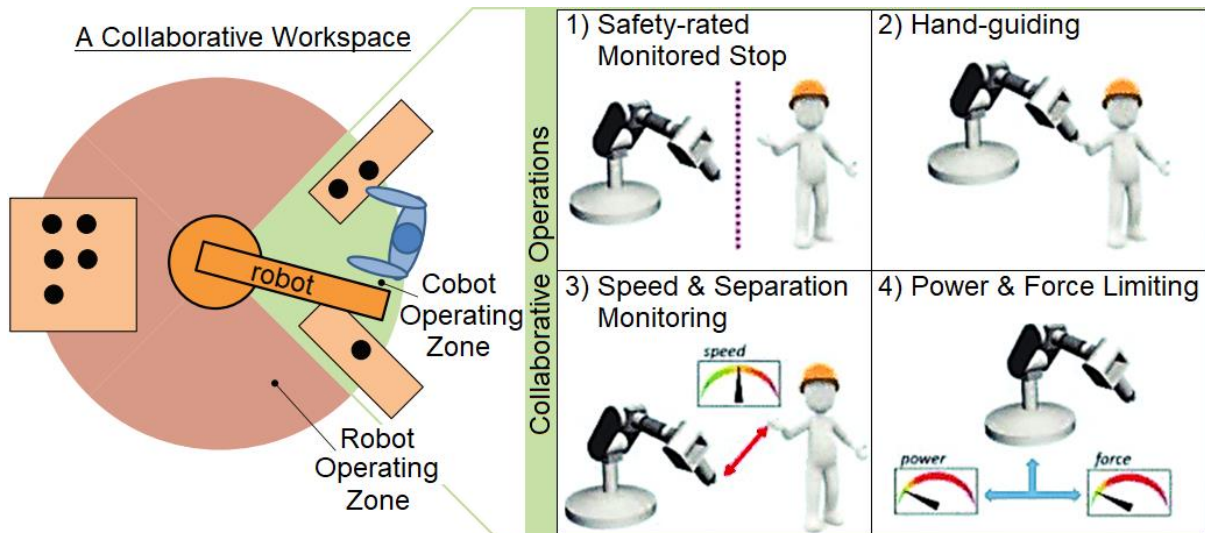 A Collaborative Workspace
robot
Cobot
Operating
Zone
Robot
Operating
Zone
Collaborative Operations
1) Safety-rated
Monitored Stop
2) Hand-guiding
3) Speed & Separation
Monitoring
speed
4) Power & Force Limiting
power
force